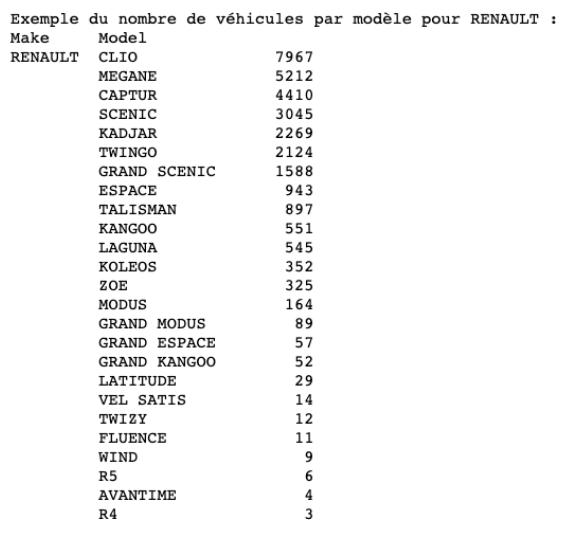 Exemple du nombre de véhicules par modèle pour RENAULT :
Make Model
RENAULT CLIO 7967
MEGANE 5212
CAPTUR 4410
SCENIC 3045
KADJAR 2269
TWINGO 2124
GRAND SCENIC 1588
ESPACE 943
TALISMAN 897
KANGOO 551
LAGUNA 545
KOLEOS 352
ZOE 325
MODUS 164
GRAND MODUS 89
GRAND ESPACE 57
GRAND KANGOO 52
LATITUDE 29
VEL SATIS 14
TWIZY 12
FLUENCE 11
WIND 9
R5 6
AVANTIME 4
R4 3